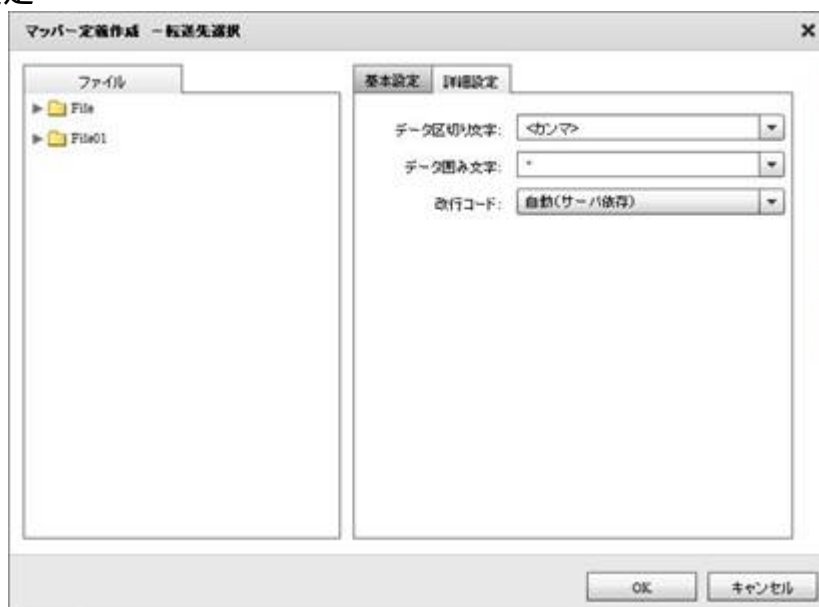 マッパー定義作成 －転送先選択
ファイル
File
File01
基本設定 詳細設定
データ区切り文字: <カンマ>
データ囲み文字: "
改行コード: 自動(サーバ依存)
OK キャンセル